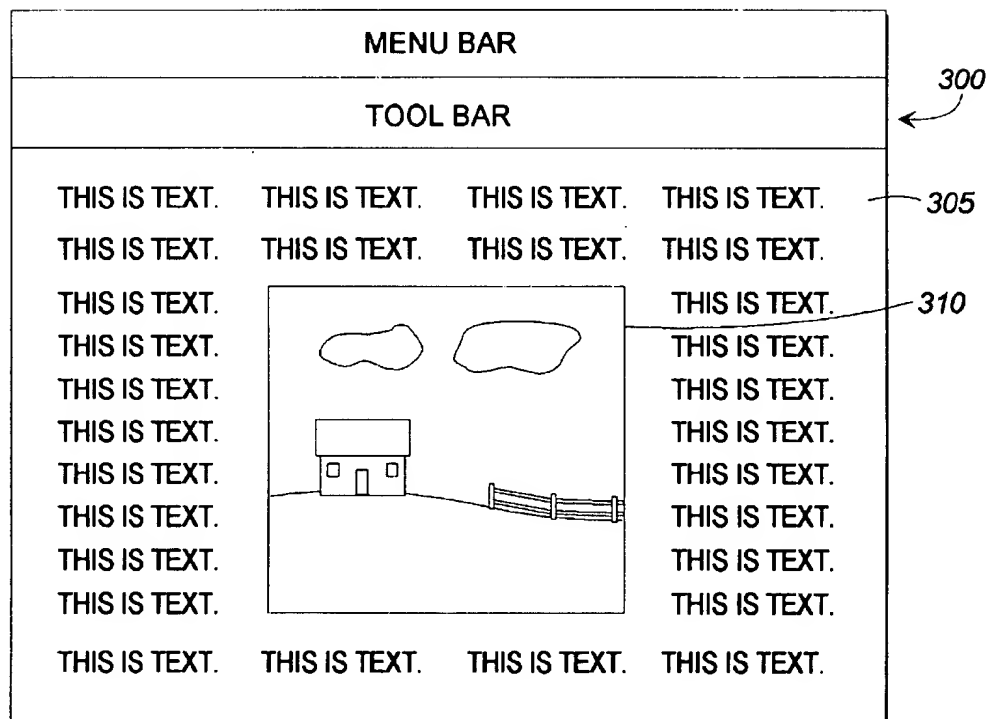 MENU BAR
300
TOOL BAR
THIS IS TEXT. THIS IS TEXT. THIS IS TEXT. THIS IS TEXT. 305
THIS IS TEXT. THIS IS TEXT. THIS IS TEXT. THIS IS TEXT.
THIS IS TEXT. THIS IS TEXT. 310
THIS IS TEXT. THIS IS TEXT.
THIS IS TEXT. THIS IS TEXT.
THIS IS TEXT. THIS IS TEXT.
THIS IS TEXT. THIS IS TEXT.
THIS IS TEXT. THIS IS TEXT.
THIS IS TEXT. THIS IS TEXT.
THIS IS TEXT. THIS IS TEXT.
THIS IS TEXT. THIS IS TEXT. THIS IS TEXT. THIS IS TEXT.